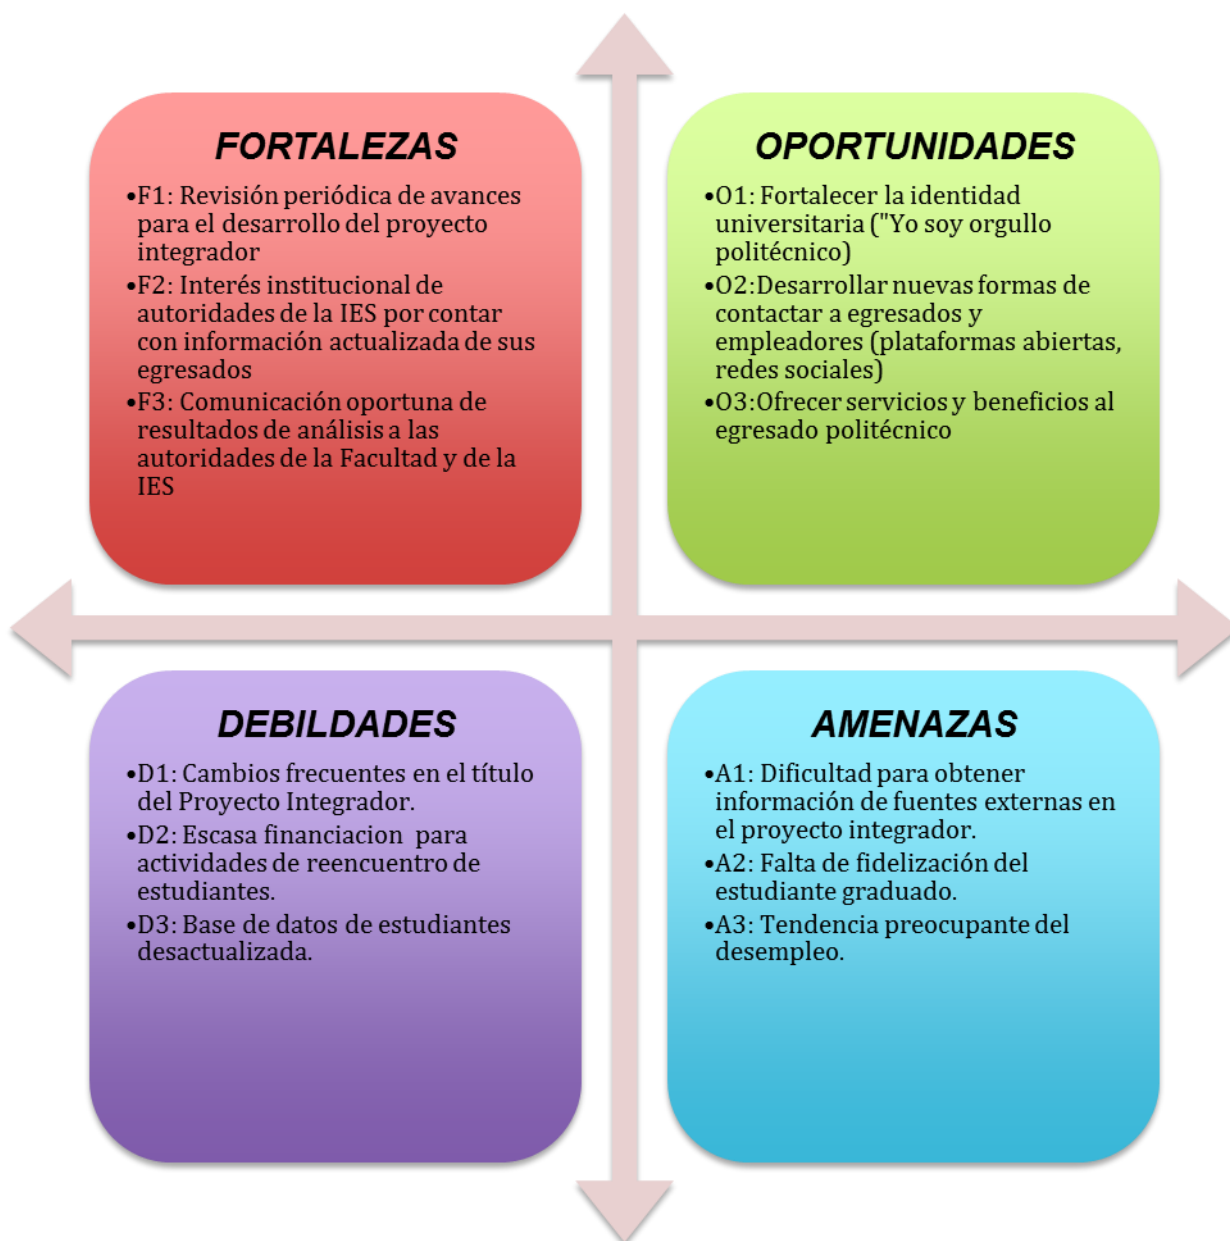 FORTALEZAS
•F1: Revisión periódica de avances
para el desarrollo del proyecto
integrador
•F2: Interés institucional de
autoridades de la IES por contar
con información actualizada de sus
egresados
•F3: Comunicación oportuna de
resultados de análisis a las
autoridades de la Facultad y de la
IES
OPORTUNIDADES
•O1: Fortalecer la identidad
universitaria ("Yo soy orgullo
politécnico)
•O2:Desarrollar nuevas formas de
contactar a egresados y
empleadores (plataformas abiertas,
redes sociales)
•O3:Ofrecer servicios y beneficios al
egresado politécnico
DEBILDADES
•D1: Cambios frecuentes en el título
del Proyecto Integrador.
•D2: Escasa financiacion para
actividades de reencuentro de
estudiantes.
•D3: Base de datos de estudiantes
desactualizada.
AMENAZAS
•A1: Dificultad para obtener
información de fuentes externas en
el proyecto integrador.
•A2: Falta de fidelización del
estudiante graduado.
•A3: Tendencia preocupante del
desempleo.